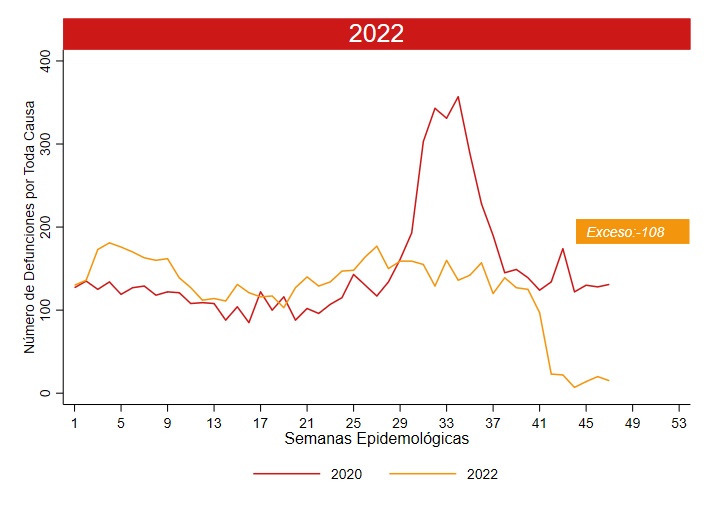 2022
Número de Defunciones por Toda Causa
400
300
200
100
0
Exceso:-108
1 5 9 13 17 21 25 29 33 37 41 45 49 53
Semanas Epidemológicas
2020 2022